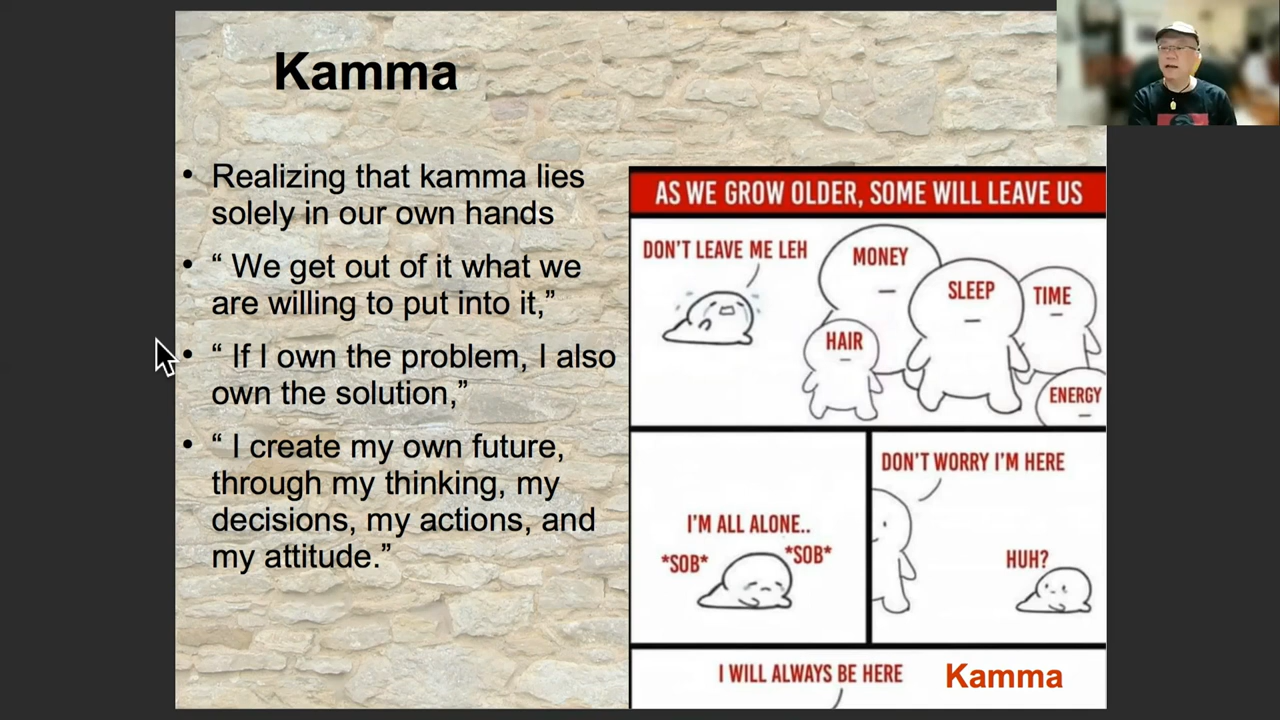 Kamma
• Realizing that kamma lies
solely in our own hands
• “ We get out of it what we
are willing to put into it,”
• “ If I own the problem, I also
own the solution,”
• “ I create my own future,
through my thinking, my
decisions, my actions, and
my attitude.”
AS WE GROW OLDER, SOME WILL LEAVE US
DON'T LEAVE ME LEH
MONEY
SLEEP
TIME
HAIR
ENERGY
I'M ALL ALONE..
*SOB*
*SOB*
DON'T WORRY I'M HERE
HUH?
I WILL ALWAYS BE HERE
Kamma